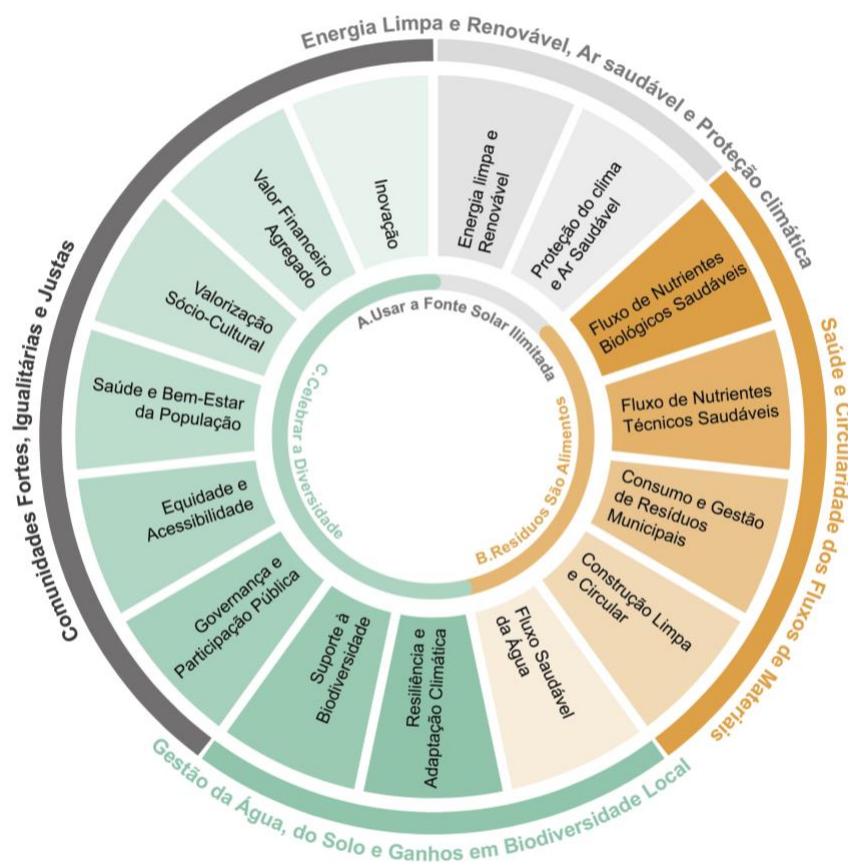 Energia Limpa e Renovável, Ar saudável e Proteção climática
Saúde e Circularidade dos Fluxos de Materiais
Gestão da Água, do Solo e Ganhos em Biodiversidade Local
Comunidades Fortes, Igualitárias e Justas
Energia limpa e
Renovável
Proteção do clima
e Ar Saudável
Fluxo de Nutrientes
Biológicos Saudáveis
Fluxo de Nutrientes
Técnicos Saudáveis
Consumo e Gestão
de Resíduos
Municipais
Construção Limpa
e Circular
Fluxo Saudável
da Água
Resiliência e
Adaptação Climática
Suporte à
Biodiversidade
Governança e
Participação Pública
Equidade e
Acessibilidade
Saúde e Bem-Estar
da População
Valorização
Sócio-Cultural
Valor Financeiro
Agregado
Inovação
A.Usar a Fonte Solar Ilimitada
B.Resíduos São Alimentos
C.Celebrar a Diversidade